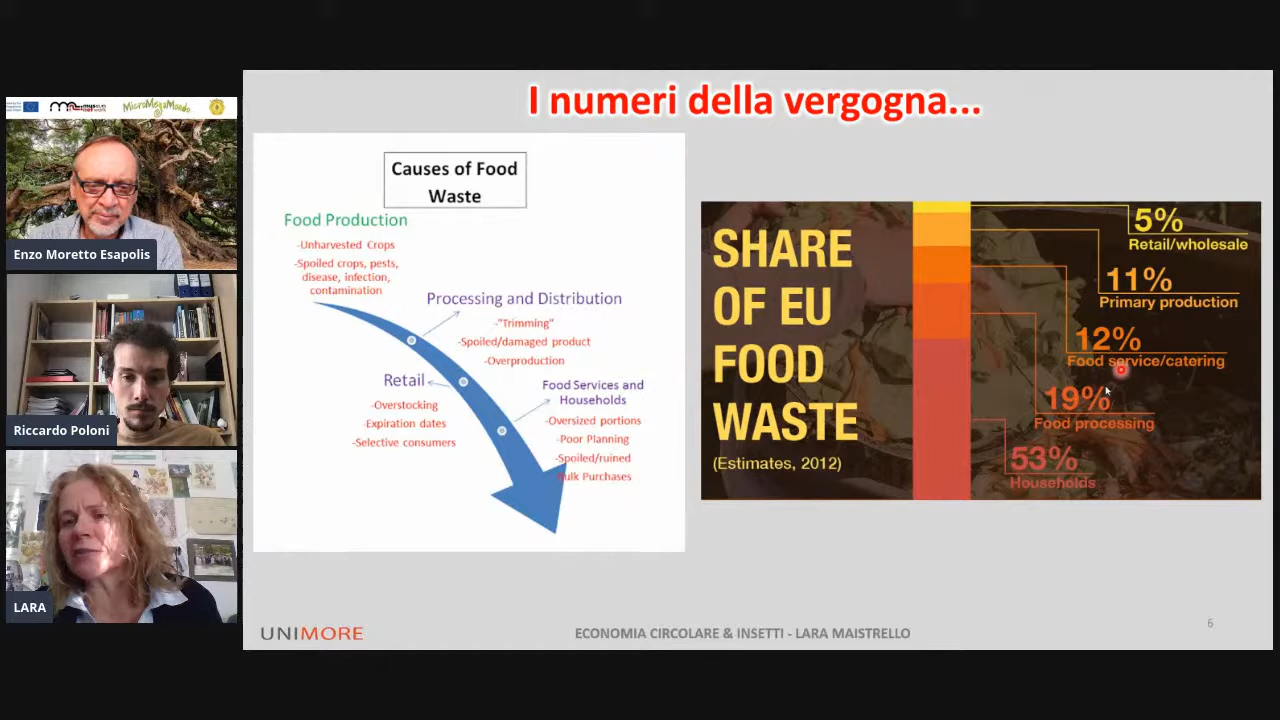 I numeri della vergogna...
Causes of Food
Waste
Food Production
-Unharvested Crops
-Spoiled crops, pests,
disease, infection,
contamination
Processing and Distribution
-"Trimming"
-Spoiled/damaged product
-Overproduction
Retail
-Overstocking
-Expiration dates
-Selective consumers
Food Services and
Households
-Oversized portions
-Poor Planning
-Spoiled/ruined
Bulk Purchases
SHARE
OF EU
FOOD
WASTE
(Estimates, 2012)
5%
Retail/wholesale
11%
Primary production
12%
Food service/catering
19%
Food processing
53%
Households
UNIMORE
ECONOMIA CIRCOLARE & INSETTI - LARA MAISTRELLO
6
MicroMegaMondo
Enzo Moretto Esapolis
Riccardo Poloni
LARA